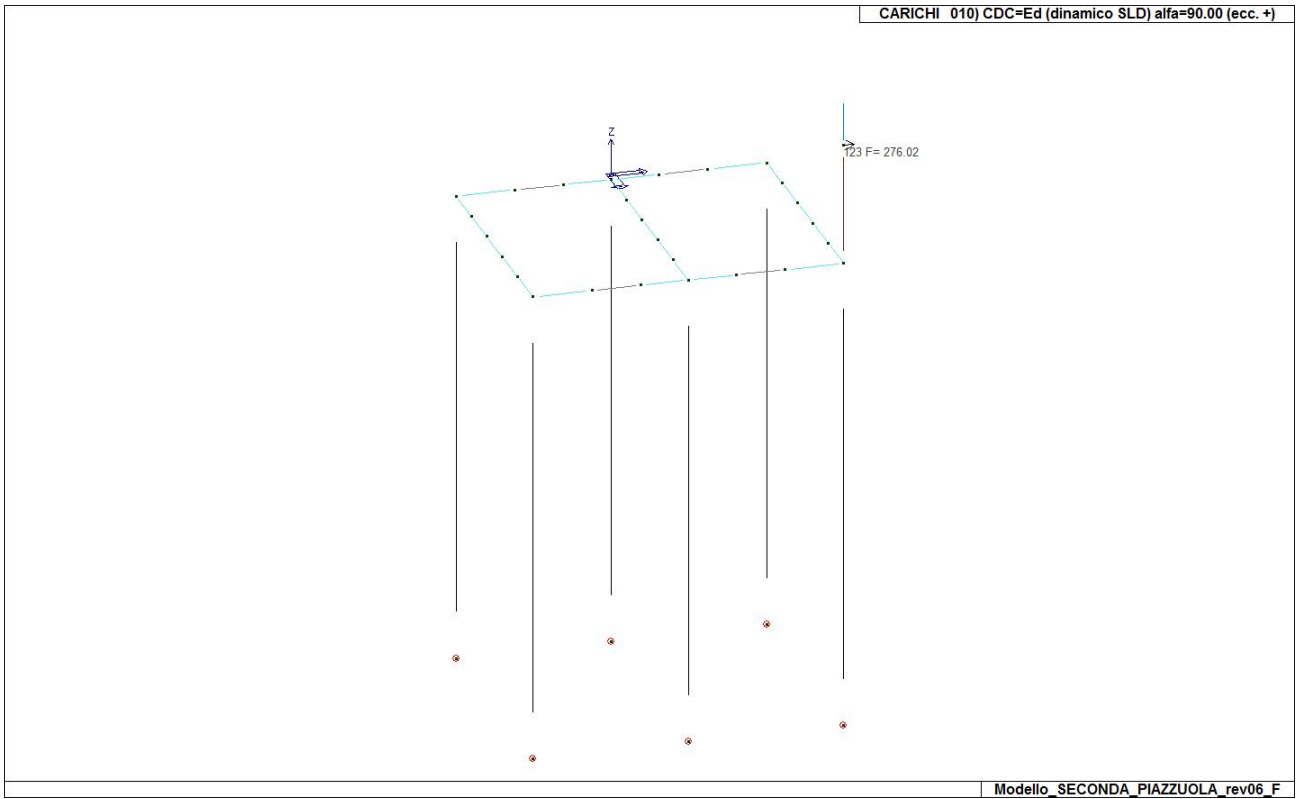 CARICHI 010) CDC=Ed (dinamico SLD) alfa=90.00 (ecc. +)
Z
123 F= 276.02
Modello_SECONDA_PIAZZUOLA_rev06_F